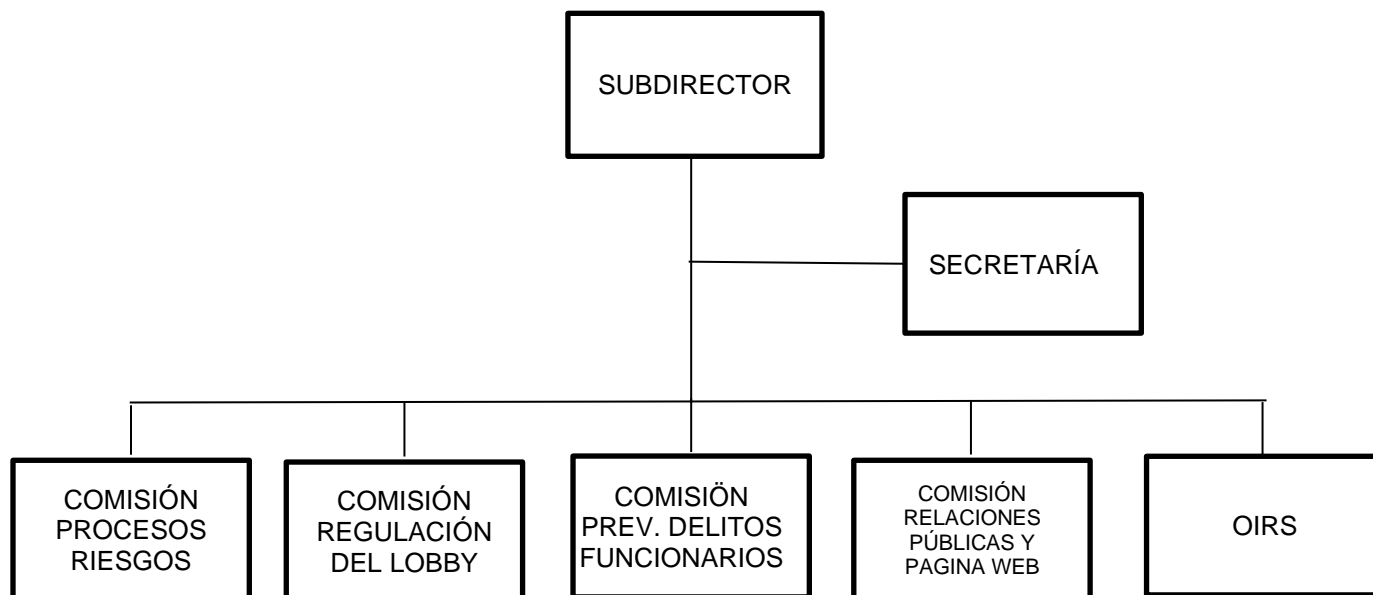 SUBDIRECTOR
SECRETARÍA
COMISIÓN
PROCESOS
RIESGOS
COMISIÓN
REGULACIÓN
DEL LOBBY
COMISIÖN
PREV. DELITOS
FUNCIONARIOS
COMISIÓN
RELACIONES
PÚBLICAS Y
PAGINA WEB
OIRS